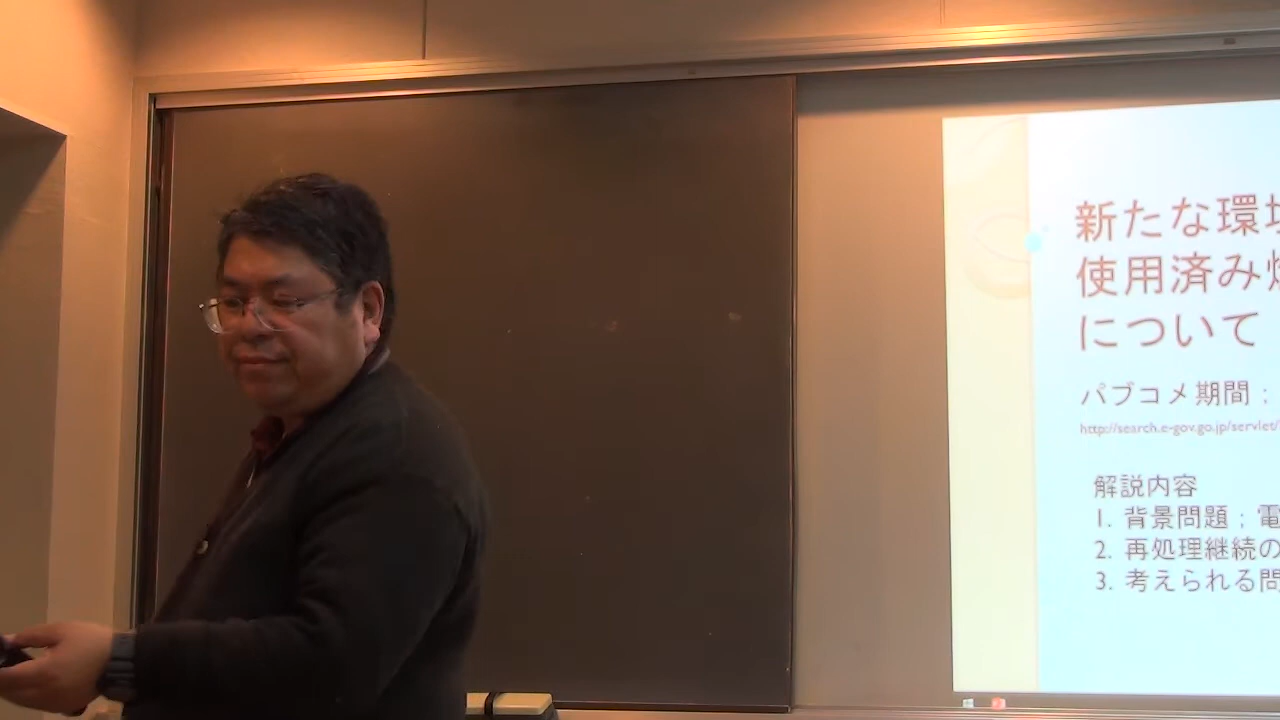 新たな環境
使用済み燃
について
パブコメ期間：
http://search.e-gov.go.jp/servlet/
解説内容
1. 背景問題；電
2. 再処理継続の
3. 考えられる問